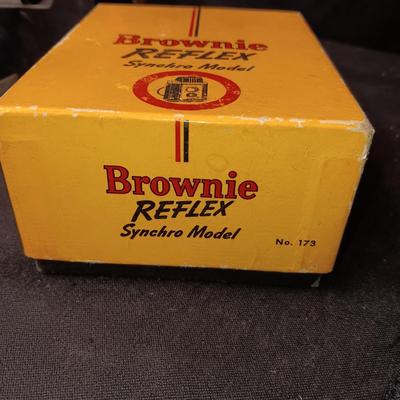 Brownie
REFLEX
Synchro Model
Brownie
REFLEX
Synchro Model
No. 173